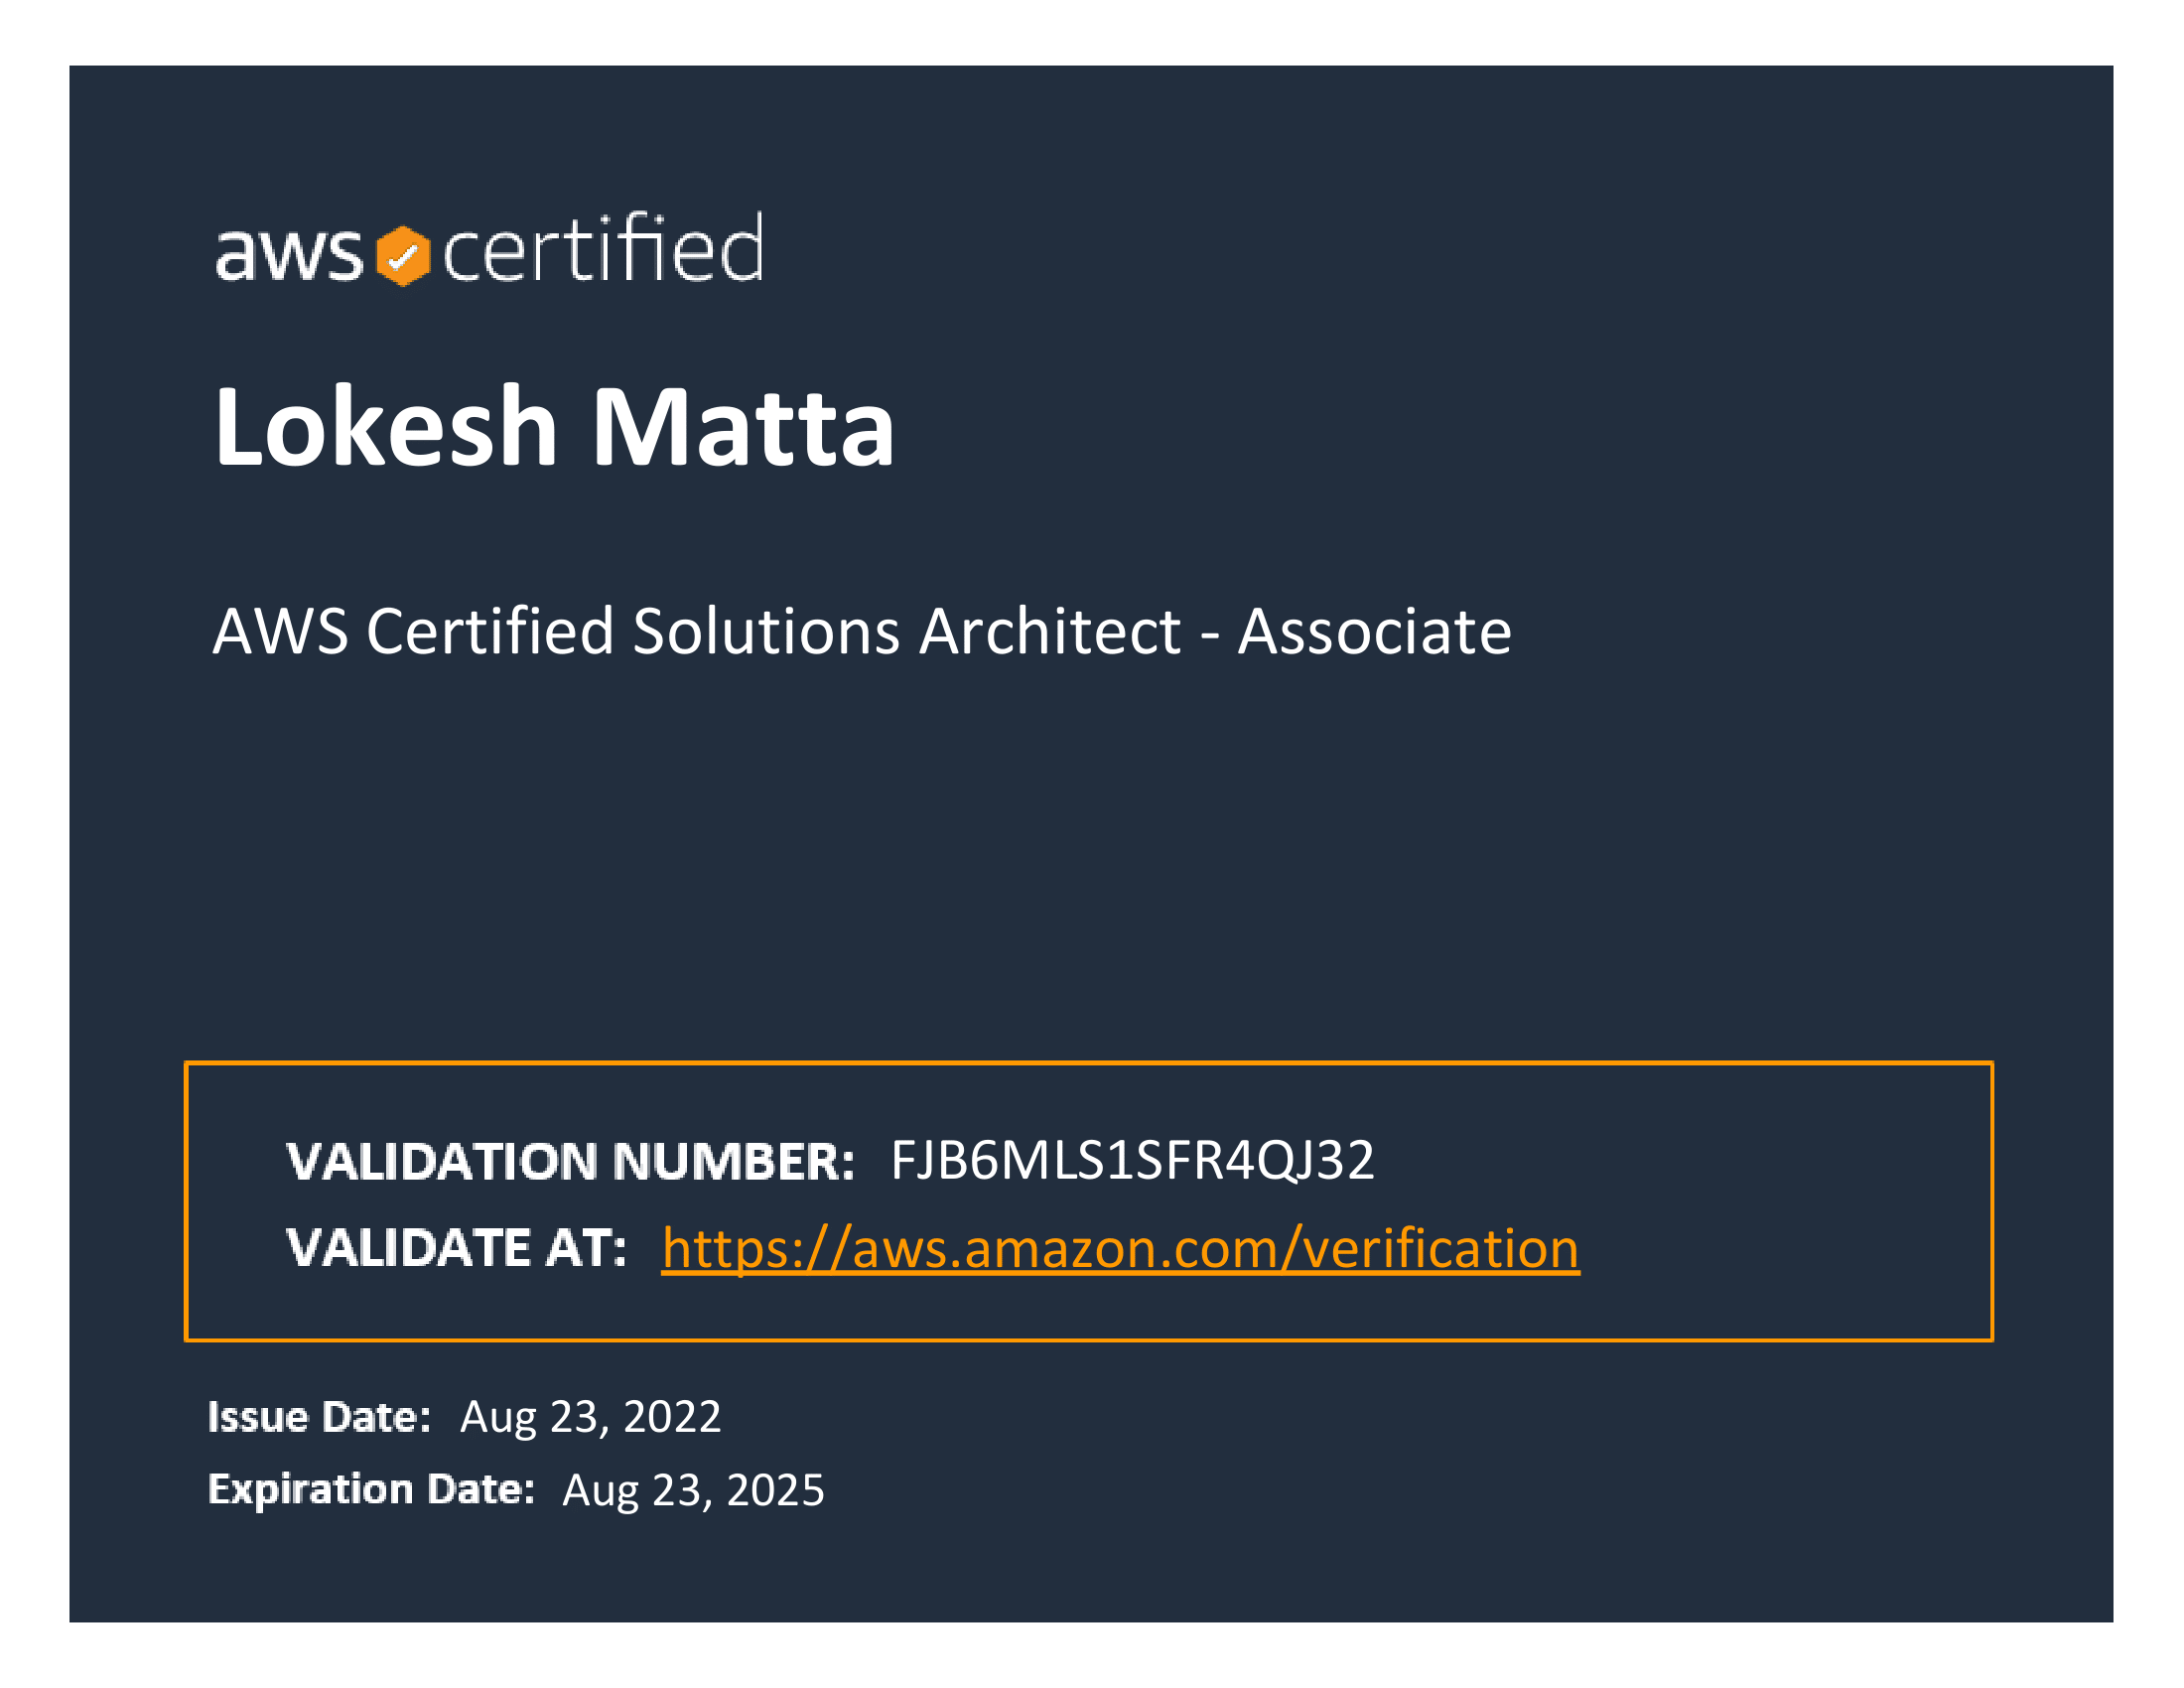 aws certified
Lokesh Matta
AWS Certified Solutions Architect - Associate
VALIDATION NUMBER: FJB6MLS1SFR4QJ32
VALIDATE AT: https://aws.amazon.com/verification
Issue Date: Aug 23, 2022
Expiration Date: Aug 23, 2025